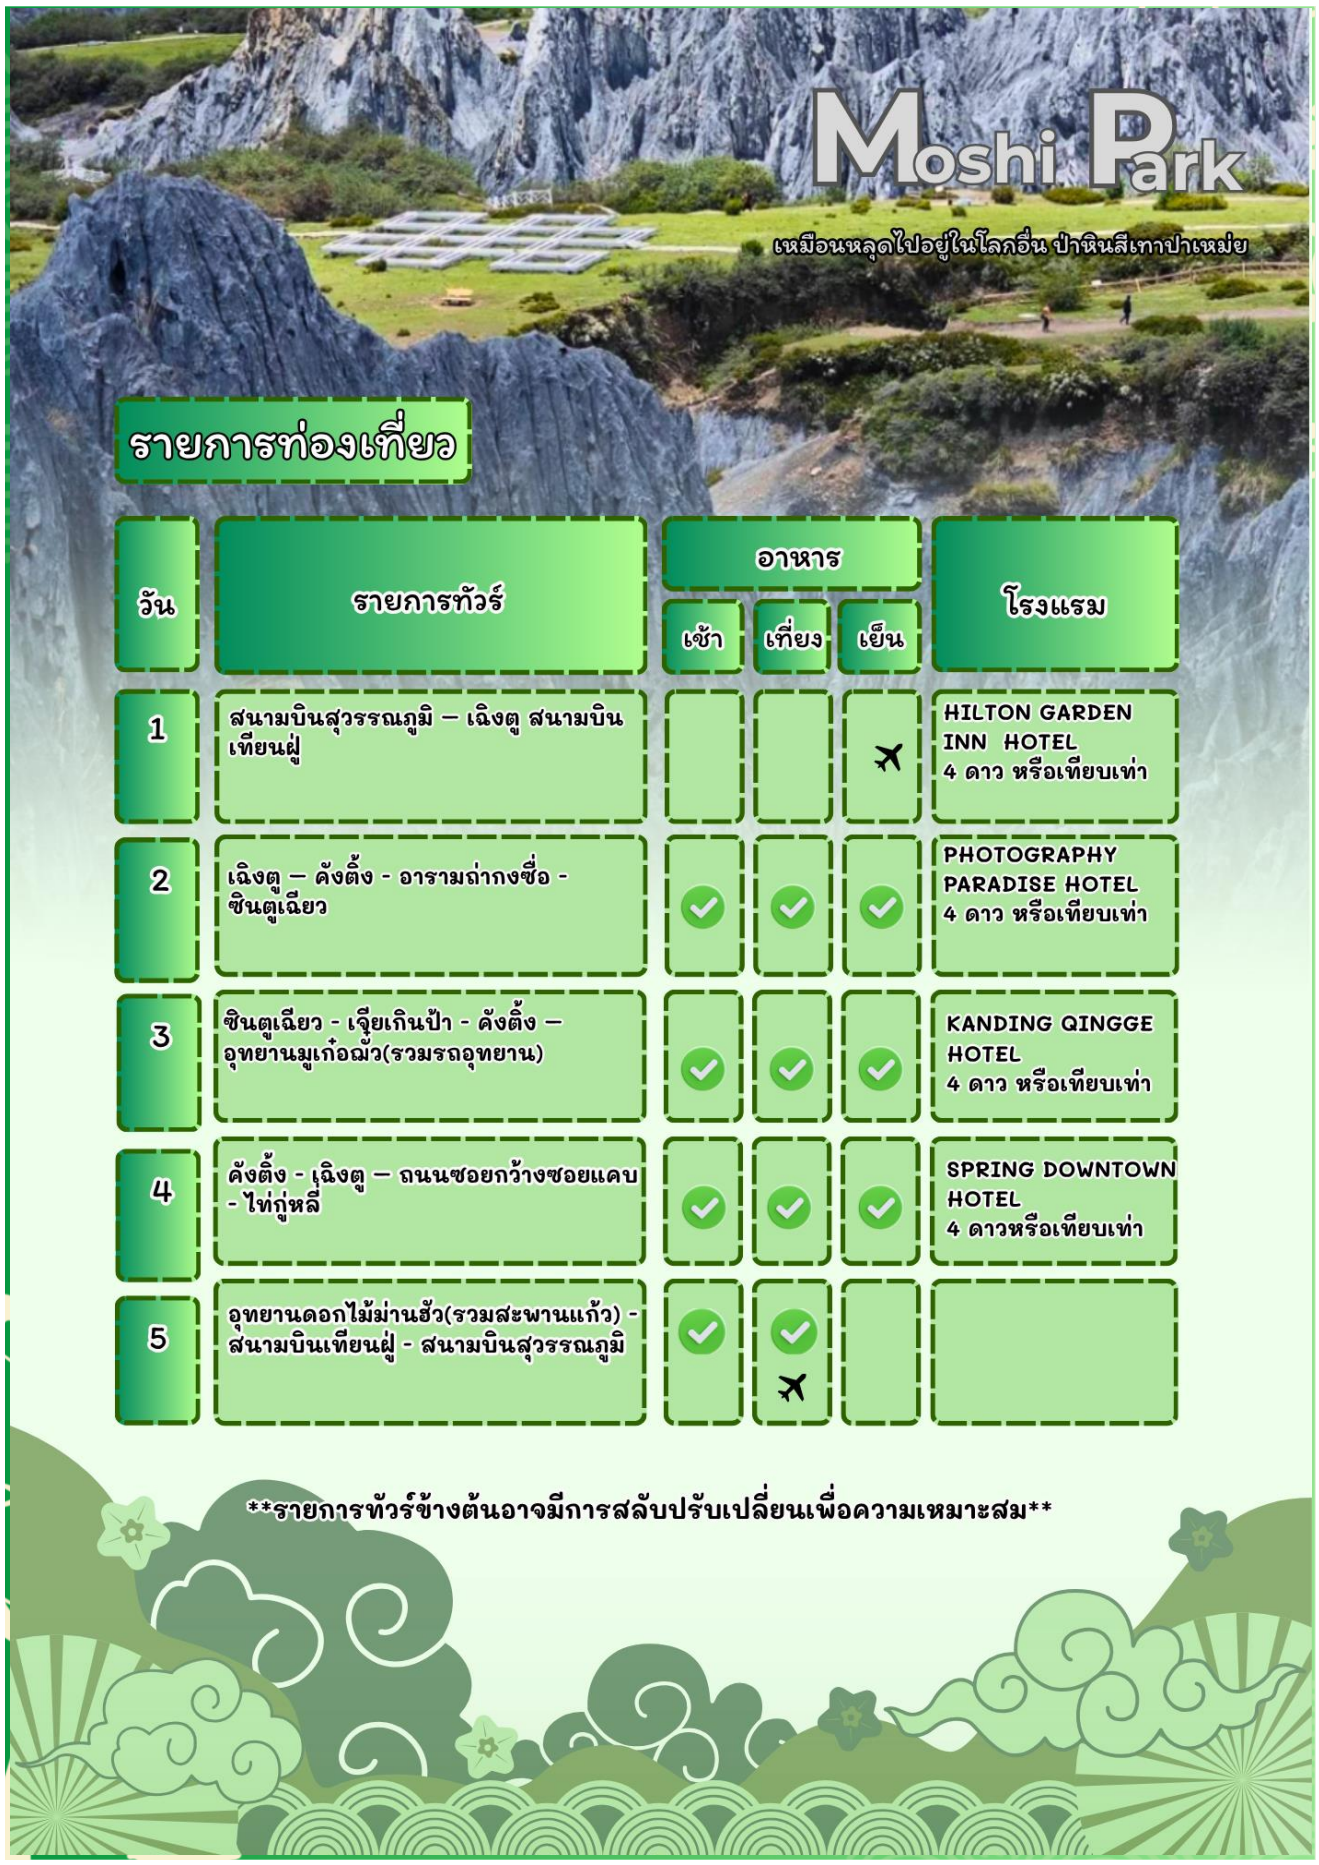 Moshi Park
เหมือนหลุดไปอยู่ในโลกอื่น ป่าหินสีเทาปาเหม่ย
รายการท่องเที่ยว
วัน
รายการทัวร์
อาหาร
เช้า
เที่ยง
เย็น
โรงแรม
1
สนามบินสุวรรณภูมิ – เฉิงตู สนามบิน
เทียนฝู่
HILTON GARDEN
INN HOTEL
4 ดาว หรือเทียบเท่า
2
เฉิงตู – คังติ้ง - อารามถ่ากงซื่อ -
ซินตูเฉียว
PHOTOGRAPHY
PARADISE HOTEL
4 ดาว หรือเทียบเท่า
3
ซินตูเฉียว - เจียเกินป้า - คังติ้ง –
อุทยานมูเก๋อฌัว(รวมรถอุทยาน)
KANDING QINGGE
HOTEL
4 ดาว หรือเทียบเท่า
4
คังติ้ง - เฉิงตู – ถนนซอยกว้างซอยแคบ
- ไท่กู่หลี่
SPRING DOWNTOWN
HOTEL
4 ดาวหรือเทียบเท่า
5
อุทยานดอกไม้ม่านฮัว(รวมสะพานแก้ว) -
สนามบินเทียนฝู่ - สนามบินสุวรรณภูมิ
**รายการทัวร์ข้างต้นอาจมีการสลับปรับเปลี่ยนเพื่อความเหมาะสม**